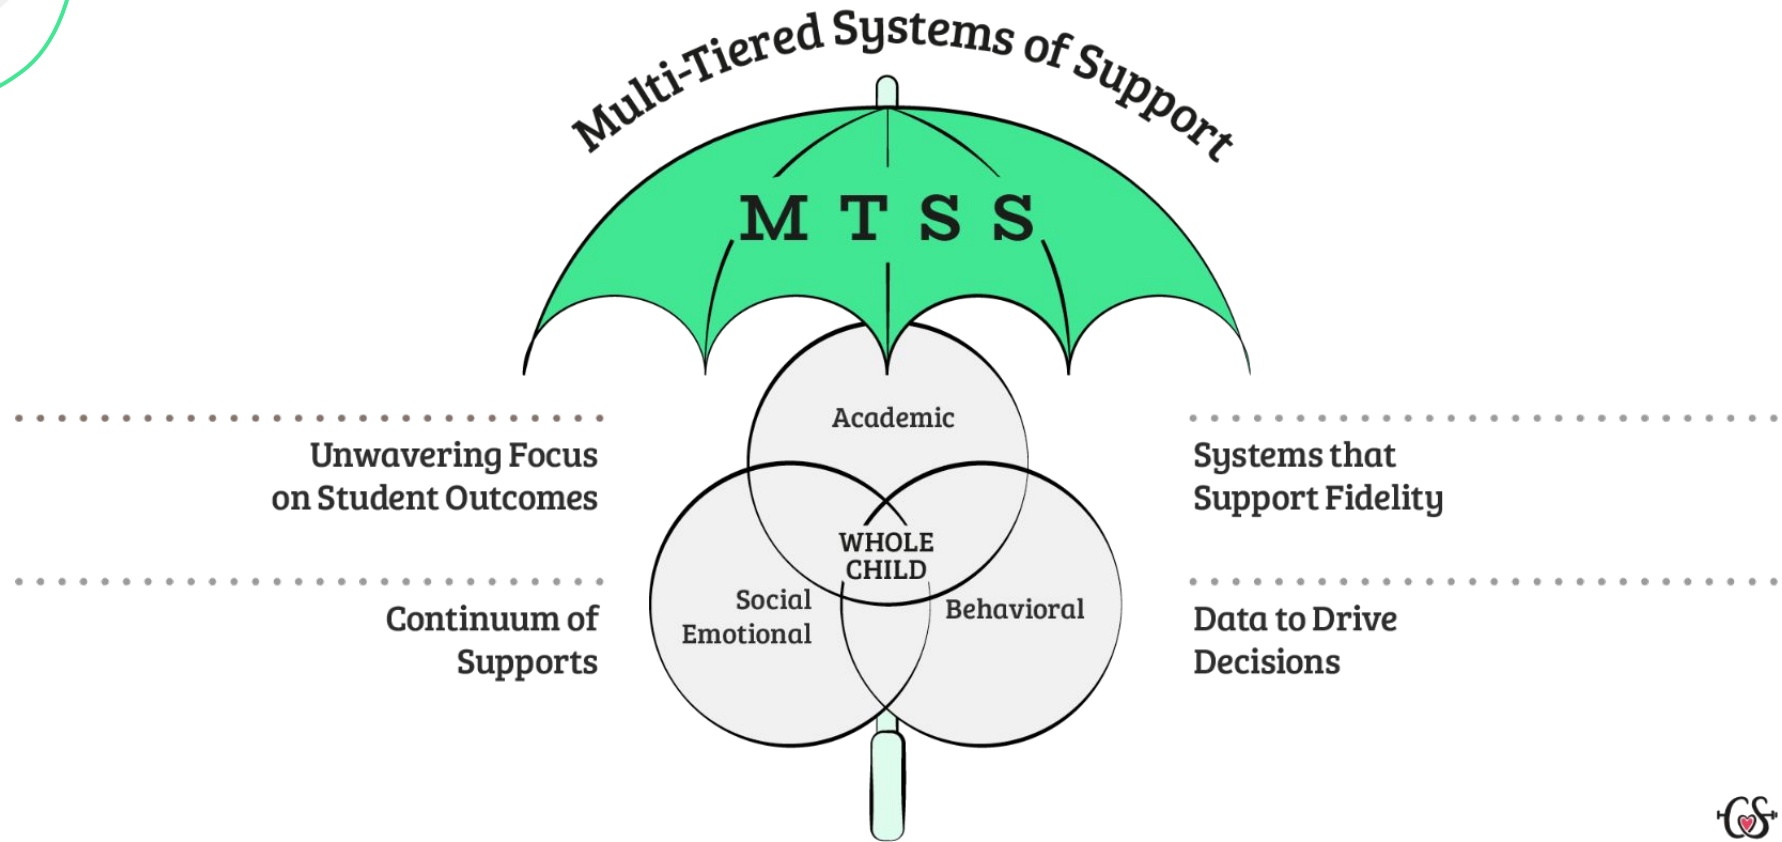 Multi-Tiered Systems of Support
M T S S
Academic
Unwavering Focus
on Student Outcomes
Systems that
Support Fidelity
WHOLE
CHILD
Social
Emotional
Behavioral
Continuum of
Supports
Data to Drive
Decisions
CS